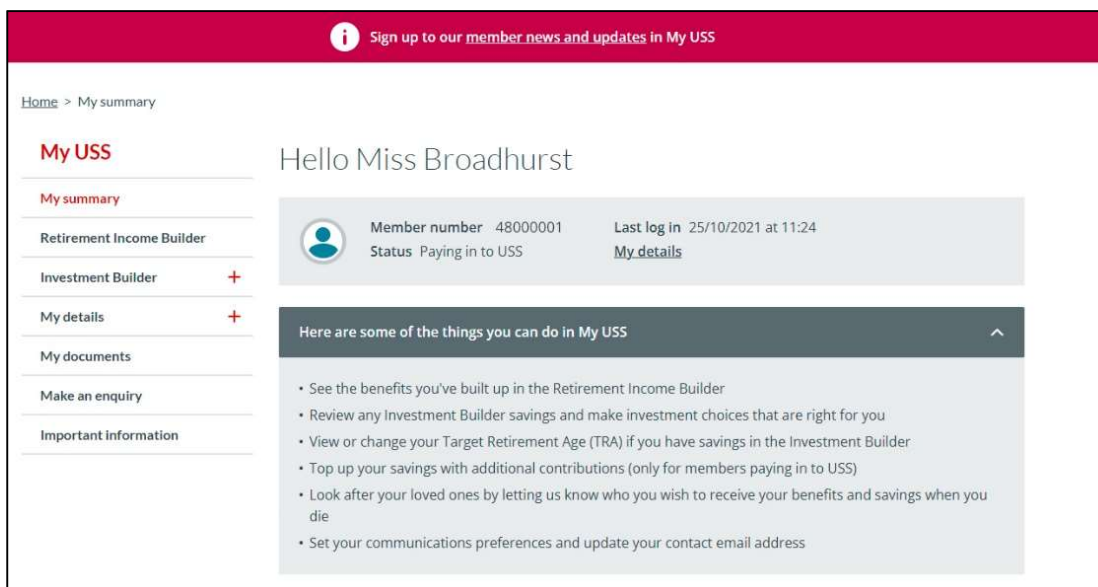 Sign up to our member news and updates in My USS
Home > My summary
My USS
My summary
Retirement Income Builder
Investment Builder +
My details +
My documents
Make an enquiry
Important information
Hello Miss Broadhurst
Member number 48000001 Last log in 25/10/2021 at 11:24
Status Paying in to USS My details
Here are some of the things you can do in My USS
• See the benefits you've built up in the Retirement Income Builder
• Review any Investment Builder savings and make investment choices that are right for you
• View or change your Target Retirement Age (TRA) if you have savings in the Investment Builder
• Top up your savings with additional contributions (only for members paying in to USS)
• Look after your loved ones by letting us know who you wish to receive your benefits and savings when you
die
• Set your communications preferences and update your contact email address